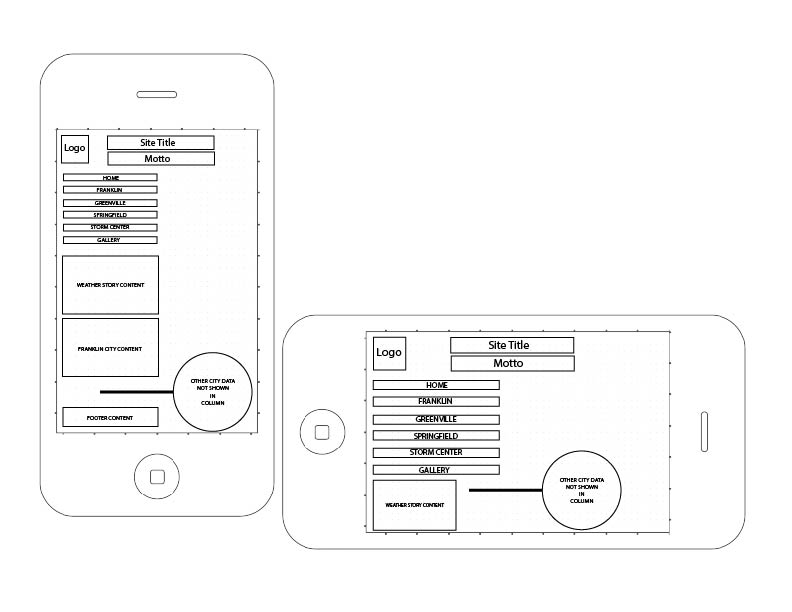 Logo
Site Title
Motto
HOME
FRANKLIN
GREENVILLE
SPRINGFIELD
STORM CENTER
GALLERY
WEATHER STORY CONTENT
FRANKLIN CITY CONTENT
OTHER CITY DATA
NOT SHOWN
IN
COLUMN
FOOTER CONTENT
Logo
Site Title
Motto
HOME
FRANKLIN
GREENVILLE
SPRINGFIELD
STORM CENTER
GALLERY
WEATHER STORY CONTENT
OTHER CITY DATA
NOT SHOWN
IN
COLUMN